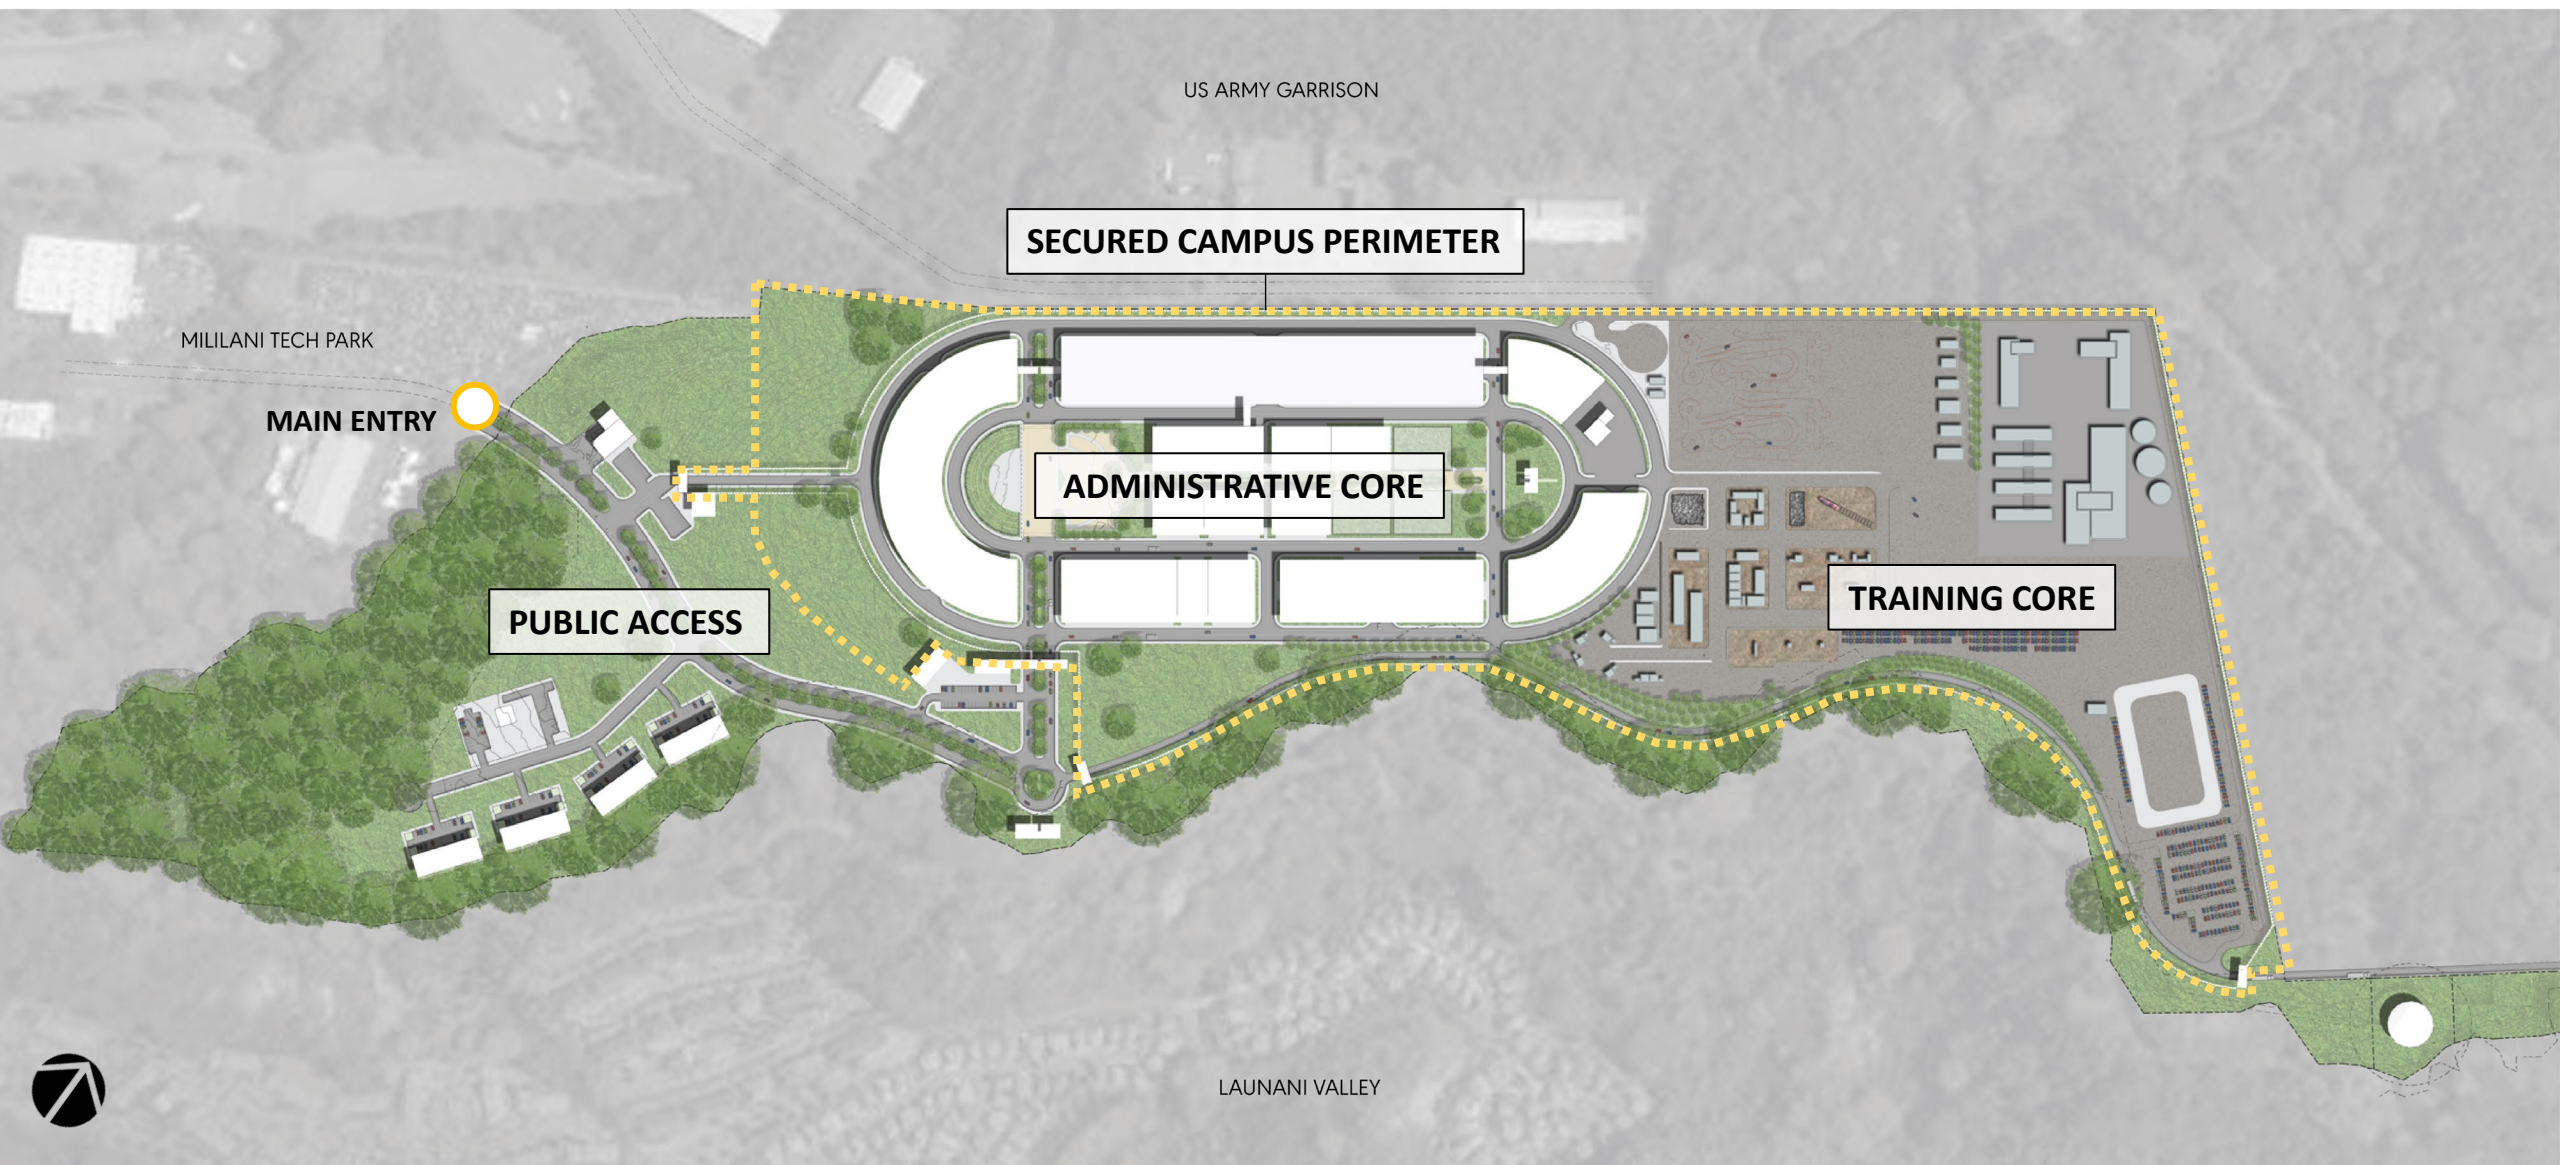 US ARMY GARRISON
SECURED CAMPUS PERIMETER
MILILANI TECH PARK
MAIN ENTRY
ADMINISTRATIVE CORE
TRAINING CORE
PUBLIC ACCESS
LAUNANI VALLEY